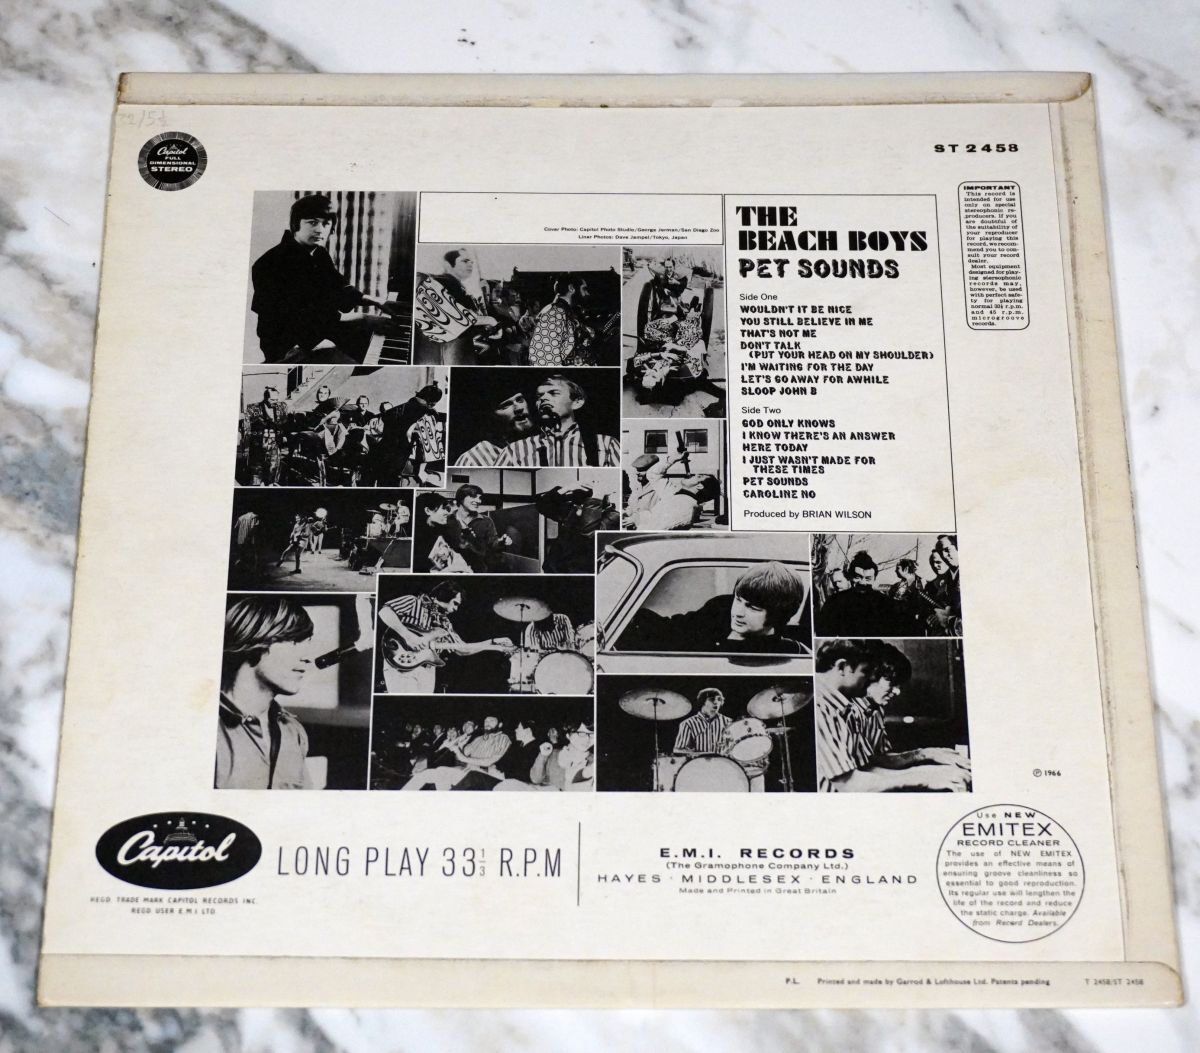 22/5½
Capitol
FULL
DIMENSIONAL
STEREO
ST 2458
IMPORTANT
This record is
intended for use
only on special
stereophonic re-
producers. If you
are doubtful of
the suitability of
your reproducer
for playing this
record, we recom-
mend you to con-
sult your record
dealer.
Most equipment
designed for play-
ing stereophonic
records may,
however, be used
with perfect safe-
ty for playing
normal 33⅓ r.p.m.
and 45 r.p.m.
microgroove
records.
Cover Photo: Capitol Photo Studio/George Jerman/San Diego Zoo
Liner Photos: Dave Jampel/Tokyo, Japan
THE
BEACH BOYS
PET SOUNDS
Side One
WOULDN'T IT BE NICE
YOU STILL BELIEVE IN ME
THAT'S NOT ME
DON'T TALK
(PUT YOUR HEAD ON MY SHOULDER)
I'M WAITING FOR THE DAY
LET'S GO AWAY FOR AWHILE
SLOOP JOHN B
Side Two
GOD ONLY KNOWS
I KNOW THERE'S AN ANSWER
HERE TODAY
I JUST WASN'T MADE FOR
THESE TIMES
PET SOUNDS
CAROLINE NO
Produced by BRIAN WILSON
℗ 1966
Capitol
REGD. TRADE MARK CAPITOL RECORDS INC.
REGD USER E.M.I LTD.
LONG PLAY 33⅓ R.P.M
E.M.I. RECORDS
(The Gramophone Company Ltd.)
HAYES · MIDDLESEX · ENGLAND
Made and Printed in Great Britain
Use NEW
EMITEX
RECORD CLEANER
The use of NEW EMITEX
provides an effective means of
ensuring groove cleanliness so
essential to good reproduction.
Its regular use will lengthen the
life of the record and reduce
the static charge. Available
from Record Dealers.
P.L. Printed and made by Garrod & Lofthouse Ltd. Patents pending
T 2458/ST 2458